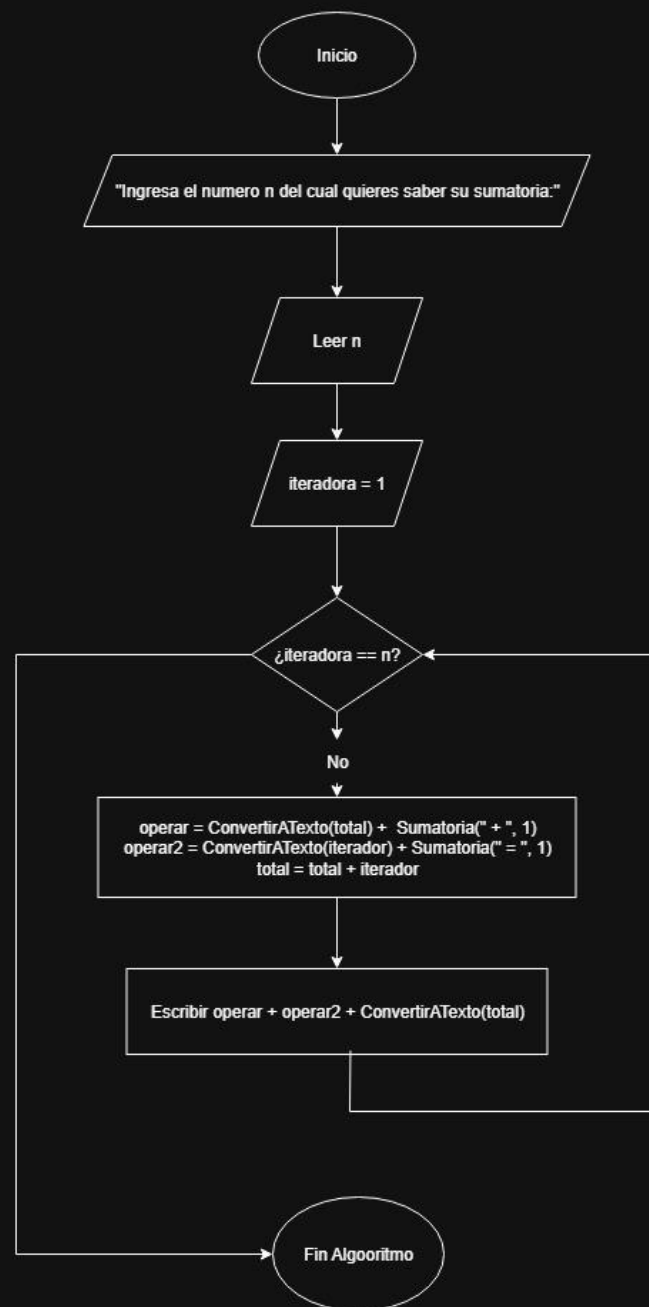 Inicio
"Ingresa el numero n del cual quieres saber su sumatoria:"
Leer n
iteradora = 1
¿iteradora == n?
No
operar = ConvertirATexto(total) +  Sumatoria(" + ", 1)
operar2 = ConvertirATexto(iterador) + Sumatoria(" = ", 1)
total = total + iterador
Escribir operar + operar2 + ConvertirATexto(total)
Fin Algooritmo